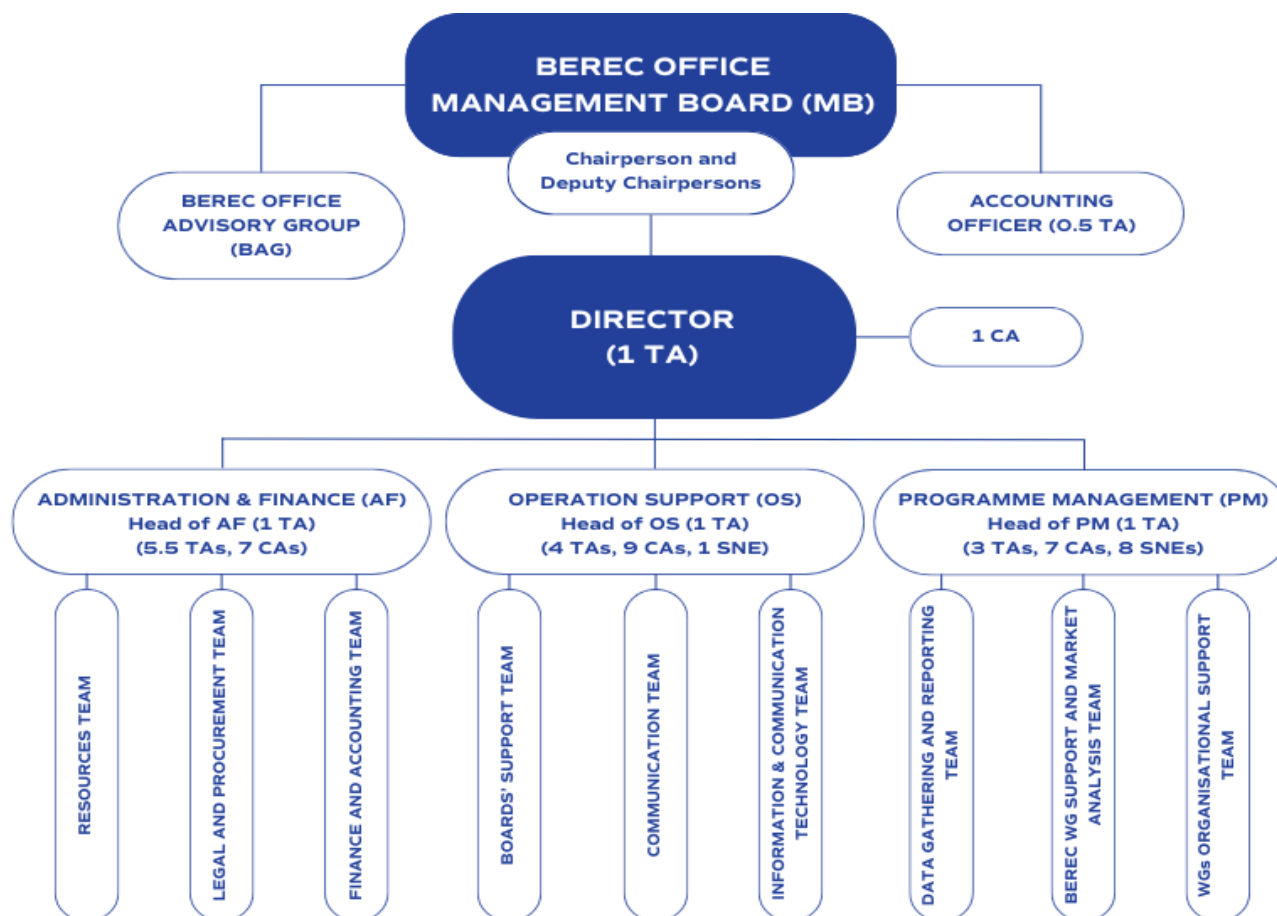 BEREC OFFICE
MANAGEMENT BOARD (MB)
Chairperson and
Deputy Chairpersons
BEREC OFFICE
ADVISORY GROUP
(BAG)
ACCOUNTING
OFFICER (0.5 TA)
DIRECTOR
(1 TA)
1 CA
ADMINISTRATION & FINANCE (AF)
Head of AF (1 TA)
(5.5 TAs, 7 CAs)
OPERATION SUPPORT (OS)
Head of OS (1 TA)
(4 TAs, 9 CAs, 1 SNE)
PROGRAMME MANAGEMENT (PM)
Head of PM (1 TA)
(3 TAs, 7 CAs, 8 SNEs)
RESOURCES TEAM
LEGAL AND PROCUREMENT TEAM
FINANCE AND ACCOUNTING TEAM
BOARDS' SUPPORT TEAM
COMMUNICATION TEAM
INFORMATION & COMMUNICATION
TECHNOLOGY TEAM
DATA GATHERING AND REPORTING
TEAM
BEREC WG SUPPORT AND MARKET
ANALYSIS TEAM
WGs ORGANISATIONAL SUPPORT
TEAM